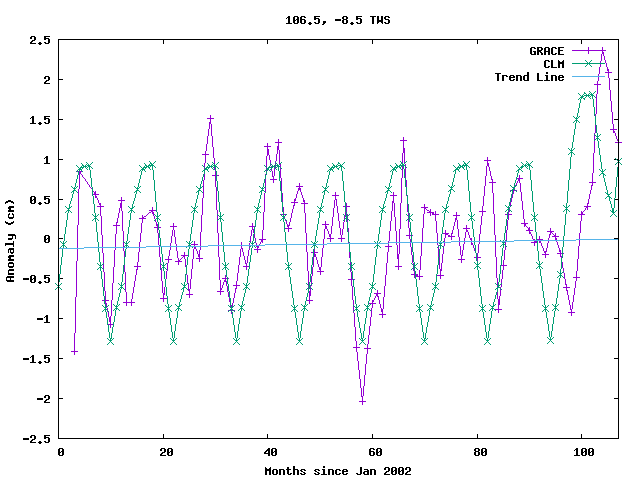 106.5, -8.5 TWS
GRACE
CLM
Trend Line
2.5
2
1.5
1
0.5
0
-0.5
-1
-1.5
-2
-2.5
Anomaly (cm)
0 20 40 60 80 100
Months since Jan 2002